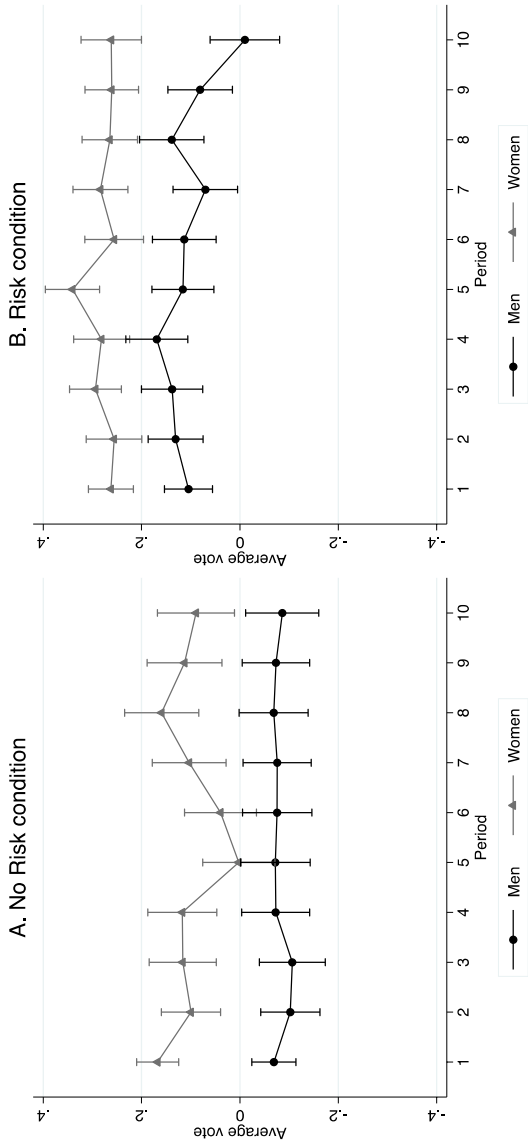 A. No Risk condition
Average vote
.4
.2
0
-.2
-.4
1 2 3 4 5 6 7 8 9 10
Period
Men Women
B. Risk condition
Average vote
.4
.2
0
-.2
-.4
1 2 3 4 5 6 7 8 9 10
Period
Men Women